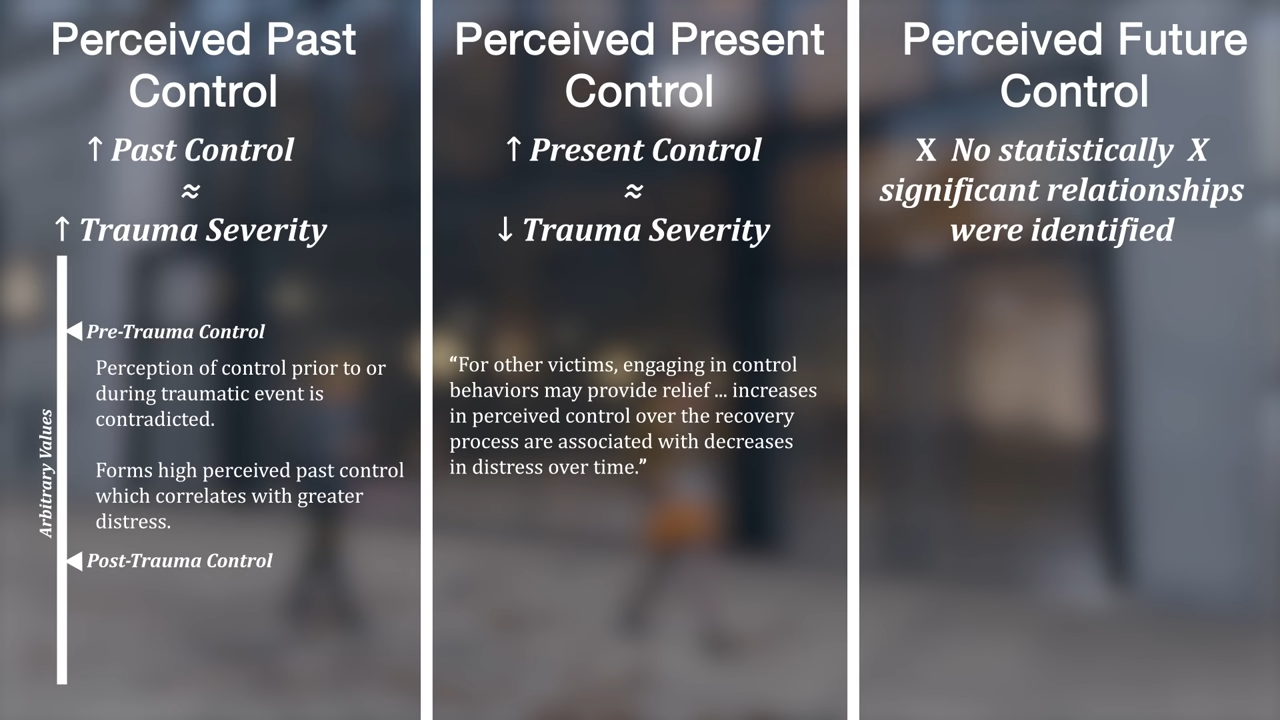 Perceived Past
Control
↑ Past Control
≈
↑ Trauma Severity
Arbitrary Values
Pre-Trauma Control
Perception of control prior to or
during traumatic event is
contradicted.
Forms high perceived past control
which correlates with greater
distress.
Post-Trauma Control
Perceived Present
Control
↑ Present Control
≈
↓ Trauma Severity
“For other victims, engaging in control
behaviors may provide relief ... increases
in perceived control over the recovery
process are associated with decreases
in distress over time.”
Perceived Future
Control
X No statistically X
significant relationships
were identified